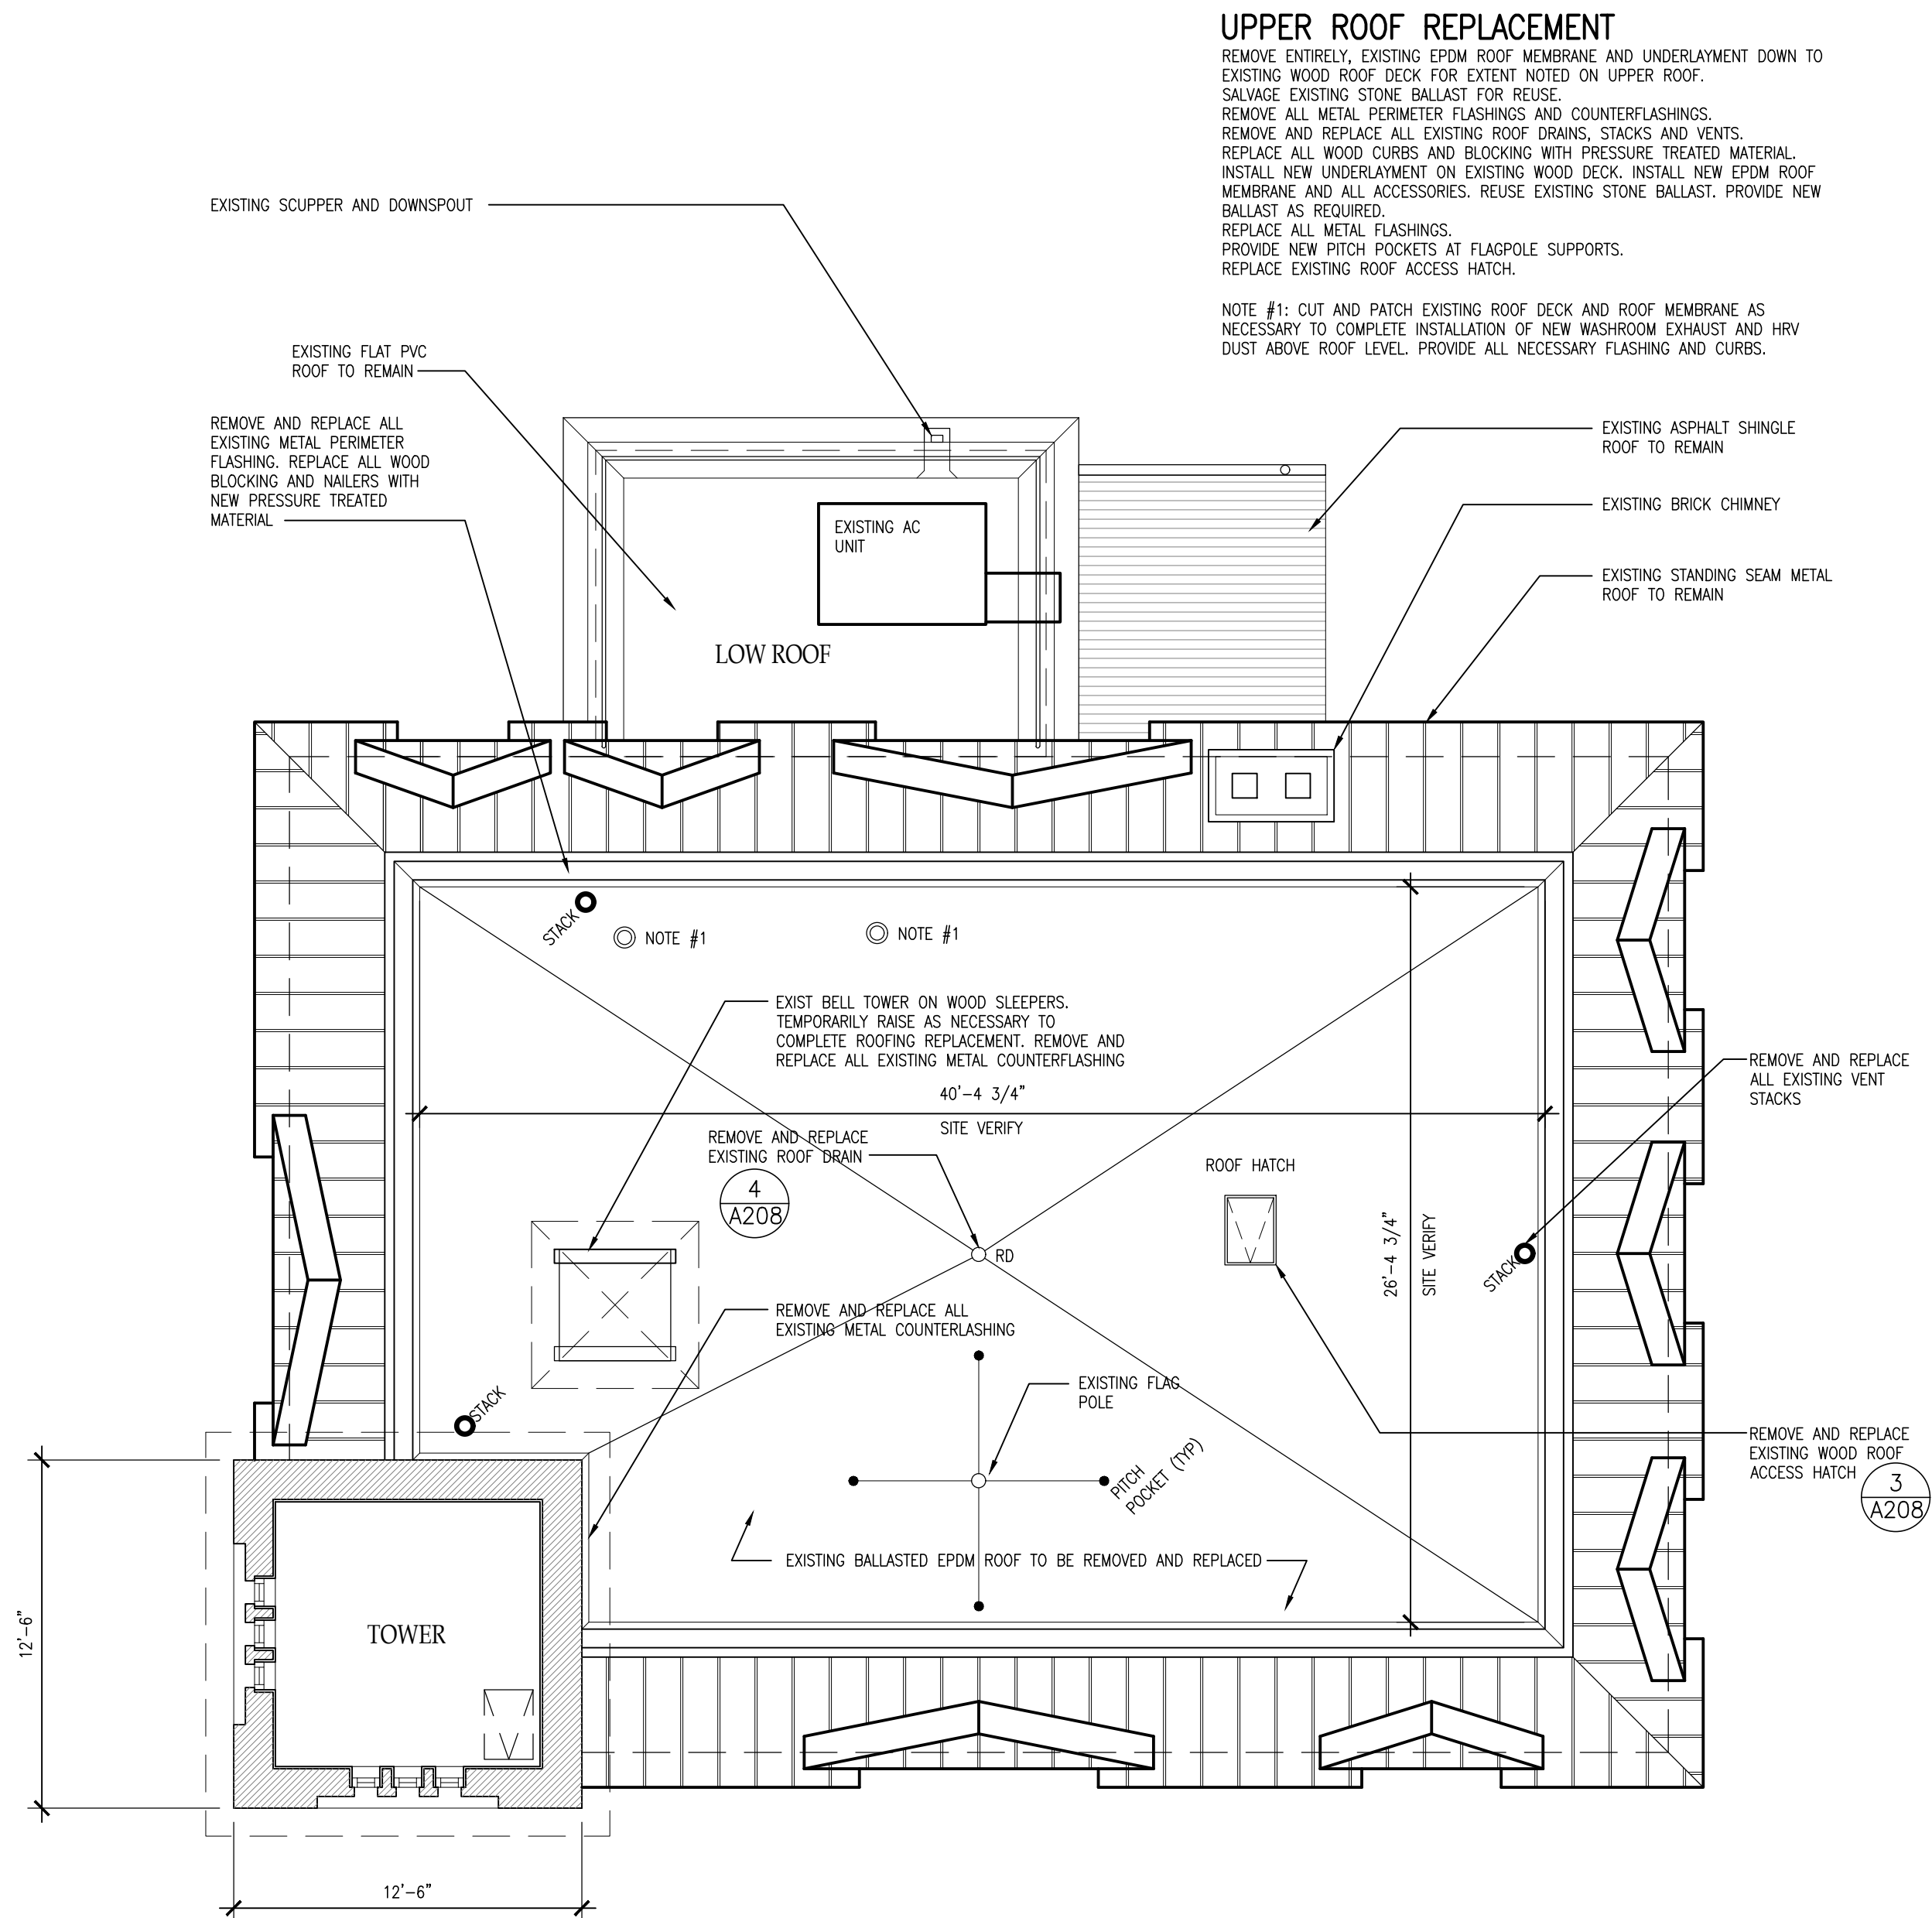 UPPER ROOF REPLACEMENT
REMOVE ENTIRELY, EXISTING EPDM ROOF MEMBRANE AND UNDERLAYMENT DOWN TO
EXISTING WOOD ROOF DECK FOR EXTENT NOTED ON UPPER ROOF.
SALVAGE EXISTING STONE BALLAST FOR REUSE.
REMOVE ALL METAL PERIMETER FLASHINGS AND COUNTERFLASHINGS.
REMOVE AND REPLACE ALL EXISTING ROOF DRAINS, STACKS AND VENTS.
REPLACE ALL WOOD CURBS AND BLOCKING WITH PRESSURE TREATED MATERIAL.
INSTALL NEW UNDERLAYMENT ON EXISTING WOOD DECK. INSTALL NEW EPDM ROOF
MEMBRANE AND ALL ACCESSORIES. REUSE EXISTING STONE BALLAST. PROVIDE NEW
BALLAST AS REQUIRED.
REPLACE ALL METAL FLASHINGS.
PROVIDE NEW PITCH POCKETS AT FLAGPOLE SUPPORTS.
REPLACE EXISTING ROOF ACCESS HATCH.
NOTE #1: CUT AND PATCH EXISTING ROOF DECK AND ROOF MEMBRANE AS
NECESSARY TO COMPLETE INSTALLATION OF NEW WASHROOM EXHAUST AND HRV
DUST ABOVE ROOF LEVEL. PROVIDE ALL NECESSARY FLASHING AND CURBS.
EXISTING SCUPPER AND DOWNSPOUT
EXISTING FLAT PVC
ROOF TO REMAIN
REMOVE AND REPLACE ALL
EXISTING METAL PERIMETER
FLASHING. REPLACE ALL WOOD
BLOCKING AND NAILERS WITH
NEW PRESSURE TREATED
MATERIAL
EXISTING ASPHALT SHINGLE
ROOF TO REMAIN
EXISTING BRICK CHIMNEY
EXISTING STANDING SEAM METAL
ROOF TO REMAIN
EXISTING AC
UNIT
LOW ROOF
STACK
NOTE #1
NOTE #1
EXIST BELL TOWER ON WOOD SLEEPERS.
TEMPORARILY RAISE AS NECESSARY TO
COMPLETE ROOFING REPLACEMENT. REMOVE AND
REPLACE ALL EXISTING METAL COUNTERFLASHING
40'-4 3/4"
SITE VERIFY
REMOVE AND REPLACE
EXISTING ROOF DRAIN
4
A208
ROOF HATCH
RD
26'-4 3/4"
SITE VERIFY
STACK
REMOVE AND REPLACE
ALL EXISTING VENT
STACKS
REMOVE AND REPLACE ALL
EXISTING METAL COUNTERLASHING
STACK
EXISTING FLAG
POLE
PITCH
POCKET (TYP)
REMOVE AND REPLACE
EXISTING WOOD ROOF
ACCESS HATCH
3
A208
EXISTING BALLASTED EPDM ROOF TO BE REMOVED AND REPLACED
TOWER
12'-6"
12'-6"